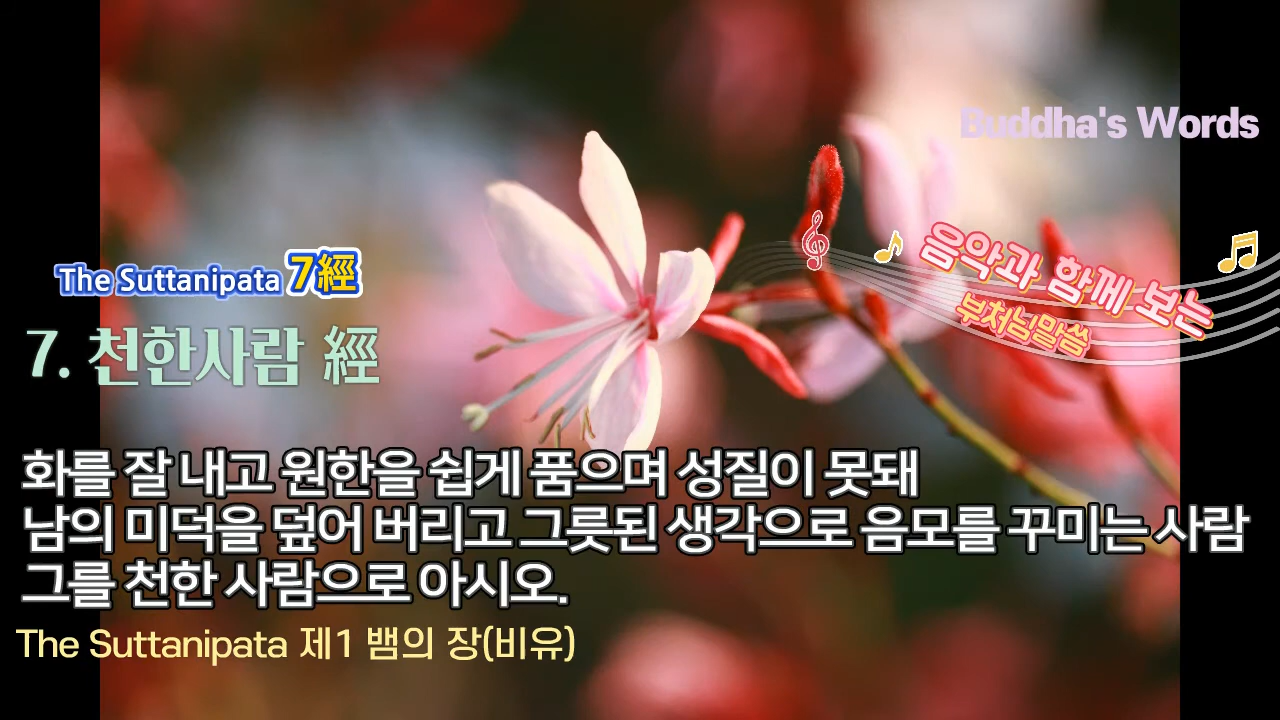 Buddha's Words
음악과 함께 보는
부처님말씀
The Suttanipata 7經
7. 천한사람 經
화를 잘 내고 원한을 쉽게 품으며 성질이 못돼
남의 미덕을 덮어 버리고 그릇된 생각으로 음모를 꾸미는 사람
그를 천한 사람으로 아시오.
The Suttanipata 제1 뱀의 장(비유)